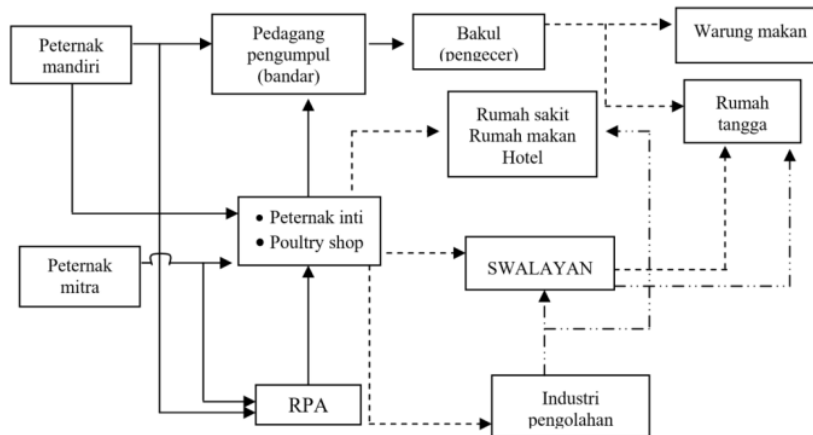 Peternak
mandiri
Pedagang
pengumpul
(bandar)
Bakul
(pengecer)
Warung makan
Rumah sakit
Rumah makan
Hotel
Rumah
tangga
• Peternak inti
• Poultry shop
Peternak
mitra
SWALAYAN
RPA
Industri
pengolahan